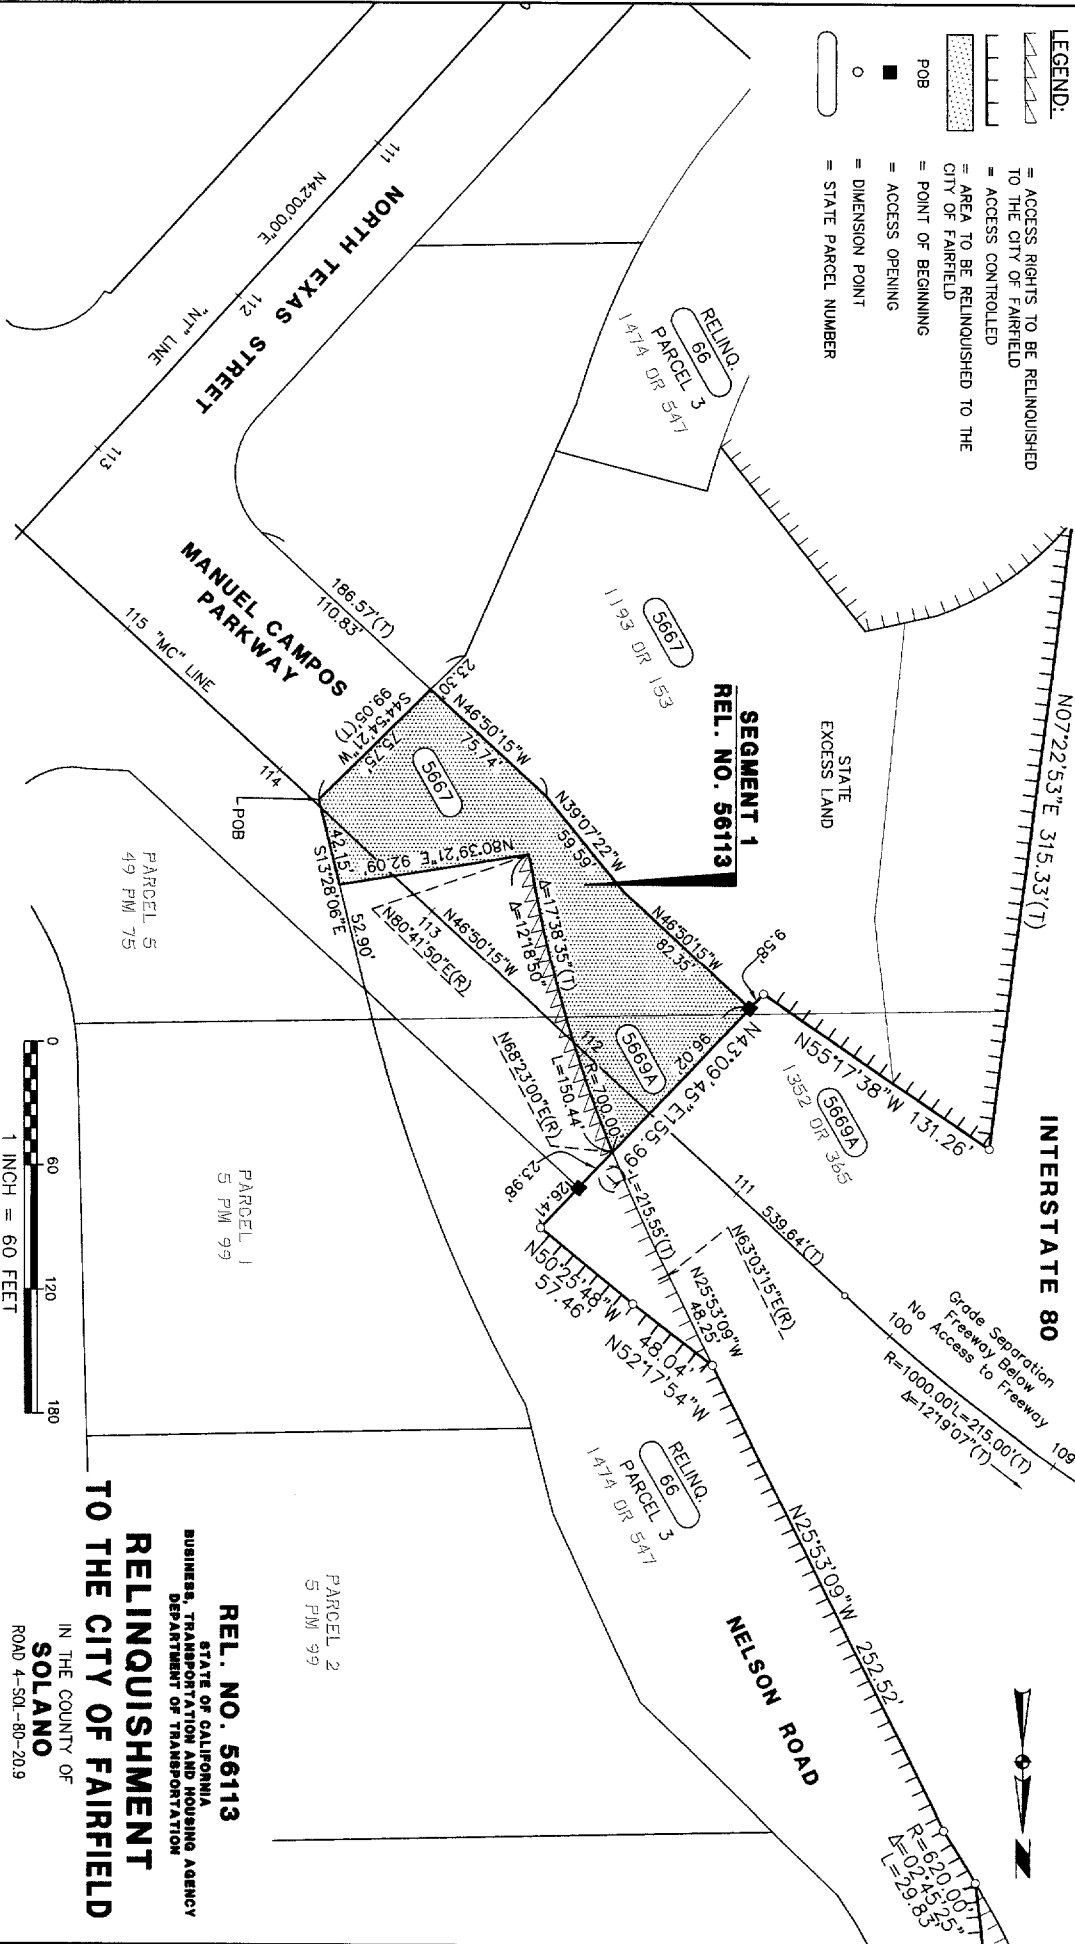 LEGEND:
= ACCESS RIGHTS TO BE RELINQUISHED
TO THE CITY OF FAIRFIELD
= ACCESS CONTROLLED
= AREA TO BE RELINQUISHED TO THE
CITY OF FAIRFIELD
POB = POINT OF BEGINNING
= ACCESS OPENING
= DIMENSION POINT
= STATE PARCEL NUMBER
N07°22'53"E 315.33'(T)
INTERSTATE 80
STATE
EXCESS LAND
RELINQ.
66
PARCEL 3
1474 OR 547
5667
1193 OR 153
SEGMENT 1
REL. NO. 56113
9.58'
N55°17'38"W 131.26'
5669A
1352 OR 365
Grade Separation
Freeway Below
No Access to Freeway
109
100
R=1000.00'L=215.00'(T)
Δ=12°19'07"(T)
539.64'(T)
111
NORTH TEXAS STREET
111
N42°00'00"E
112
"NT" LINE
113
MANUEL CAMPOS
PARKWAY
186.57'(T)
110.83'
23.30'
N46°50'15"W
75.74'
N39°07'22"W
59.59'
N46°50'15"W
82.35'
S44°54'21"W
99.05'(T)
75.75'
5667
5669A
96.02'
N43°09'45"E155.99'
115 "MC" LINE
114
POB
42.15'
S13°28'06"E
52.90'
N80°39'21"E 92.09'
Δ=17°38'35"(T)
Δ=12°18'50"
N80°41'50"E(R)
113
N46°50'15"W
112
R=700.00'
L=150.44'
N68°23'00"E(R)
23.98'
26.41'
L=215.55'(T)
N63°03'15"E(R)
N25°53'09"W
48.25'
N50°25'48"W
57.46'
48.04'
N52°17'54"W
N25°53'09"W 252.52'
R=620.00'
Δ=02°45'25"
L=29.83'
NELSON ROAD
RELINQ.
66
PARCEL 3
1474 OR 547
PARCEL 5
49 PM 75
PARCEL 1
5 PM 99
PARCEL 2
5 PM 99
0 60 120 180
1 INCH = 60 FEET
REL. NO. 56113
STATE OF CALIFORNIA
BUSINESS, TRANSPORTATION AND HOUSING AGENCY
DEPARTMENT OF TRANSPORTATION
RELINQUISHMENT
TO THE CITY OF FAIRFIELD
IN THE COUNTY OF
SOLANO
ROAD 4-SOL-80-20.9